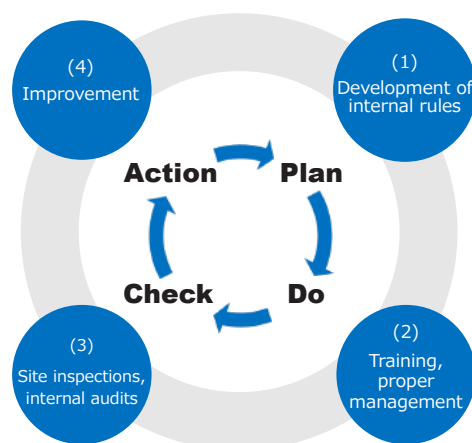 (4)
Improvement
(1)
Development of
internal rules
Action
Plan
Check
Do
(3)
Site inspections,
internal audits
(2)
Training,
proper
management